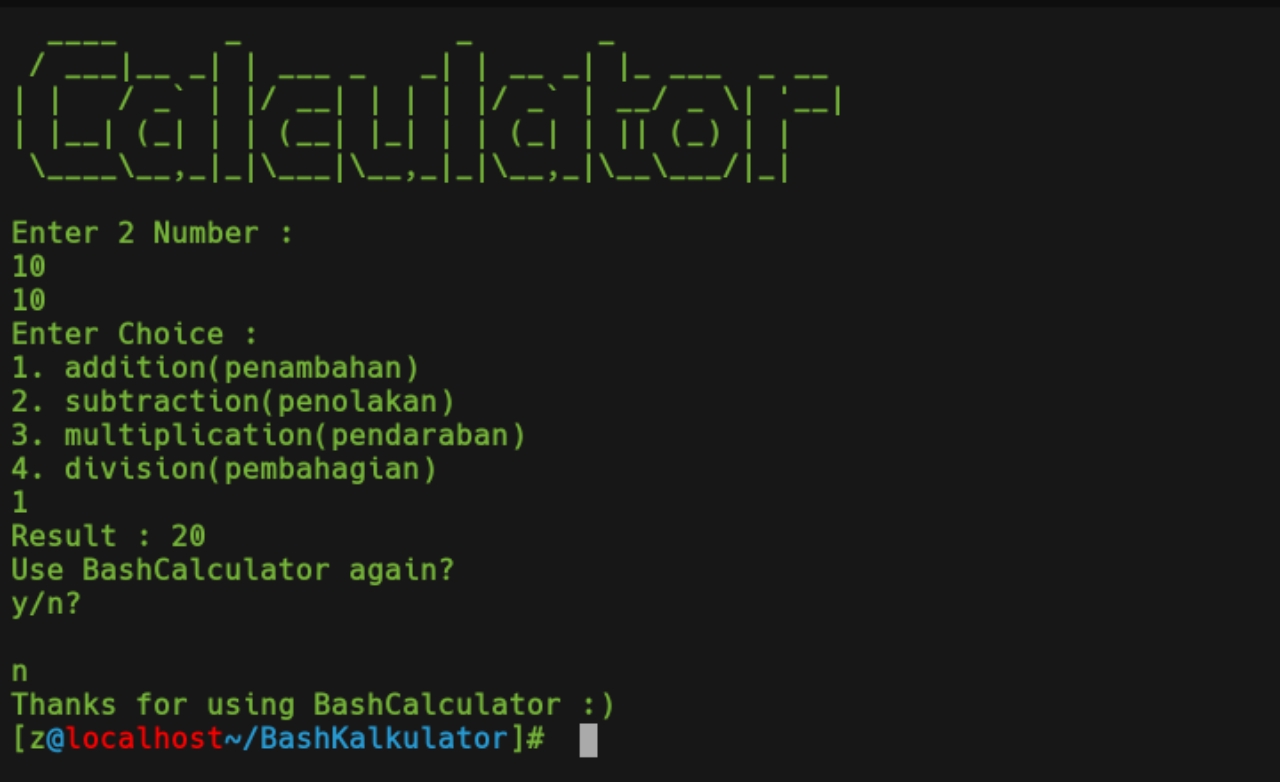 Calculator
Enter 2 Number :
10
10
Enter Choice :
1. addition(penambahan)
2. subtraction(penolakan)
3. multiplication(pendaraban)
4. division(pembahagian)
1
Result : 20
Use BashCalculator again?
y/n?
n
Thanks for using BashCalculator :)
[z@localhost~/BashKalkulator]#